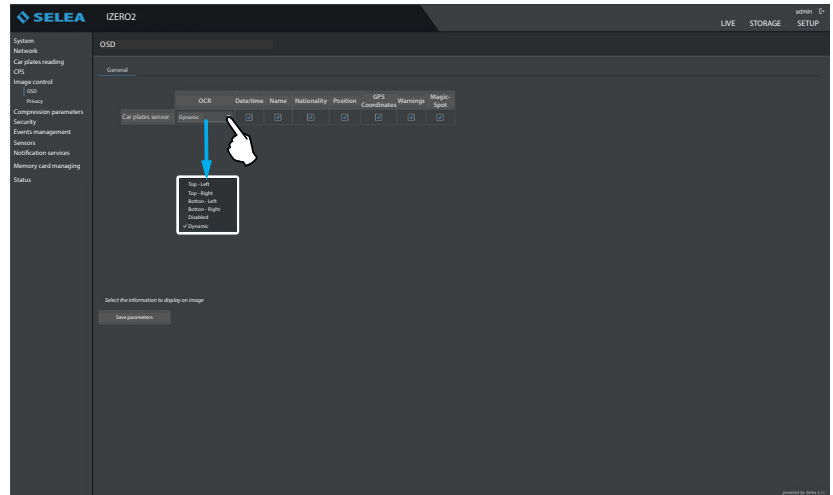 SELEA
IZERO2
admin
LIVE STORAGE SETUP
System
Network
Car plates reading
CPS
Image control
OSD
Privacy
Compression parameters
Security
Events management
Sensors
Notification services
Memory card managing
Status
OSD
General
OCR Date/time Name Nationality Position GPS Coordinates Warnings Magic-Spot
Car plates sensor Dynamic
Top - Left
Top - Right
Botton - Left
Botton - Right
Disabled
Dynamic
Select the information to display on image
Save parameters
powered by Selea s.r.l.